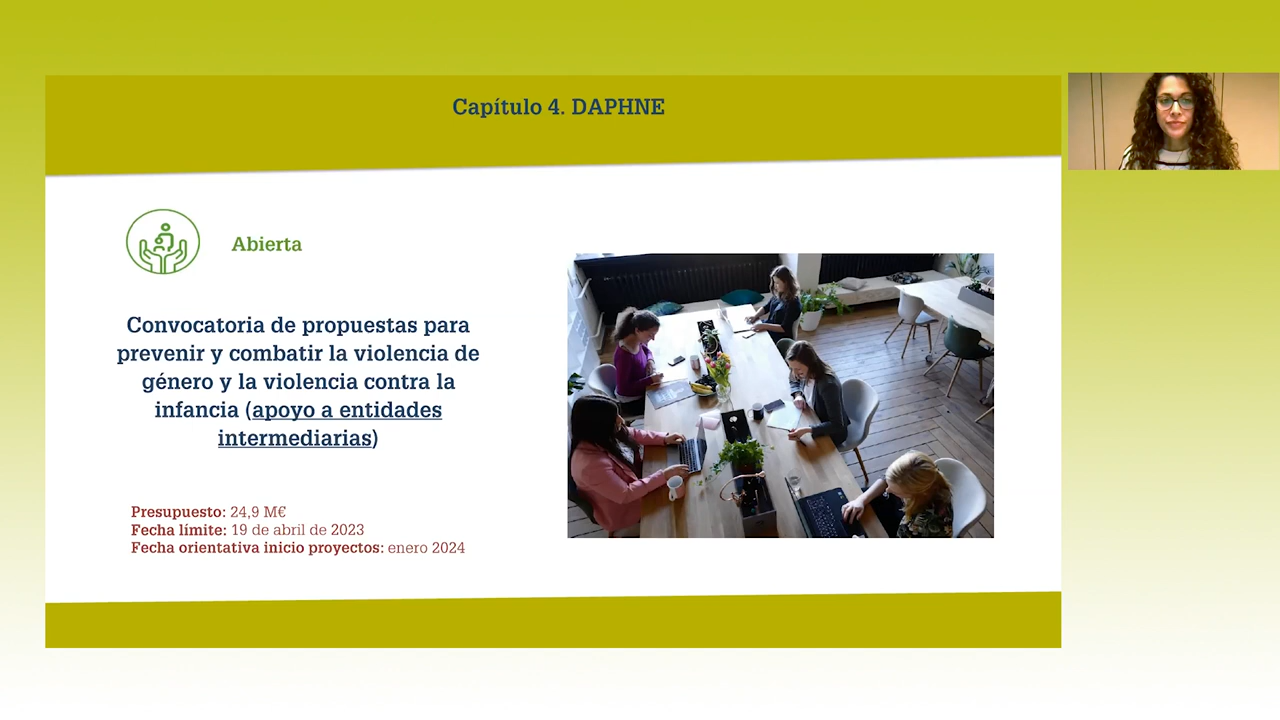 Capítulo 4. DAPHNE
Abierta
Convocatoria de propuestas para
prevenir y combatir la violencia de
género y la violencia contra la
infancia (apoyo a entidades
intermediarias)
Presupuesto: 24,9 M€
Fecha límite: 19 de abril de 2023
Fecha orientativa inicio proyectos: enero 2024